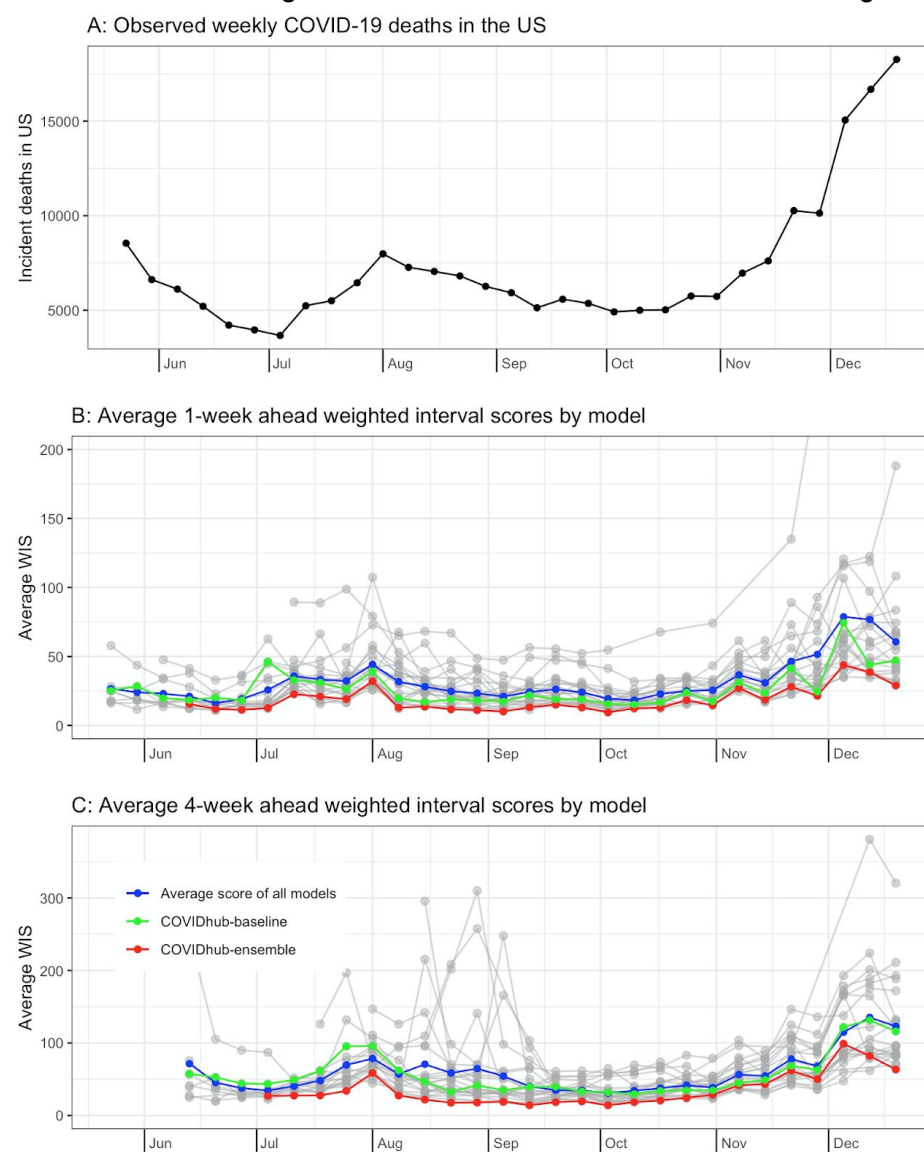 A: Observed weekly COVID-19 deaths in the US
Incident deaths in US
15000
10000
5000
Jun Jul Aug Sep Oct Nov Dec
B: Average 1-week ahead weighted interval scores by model
Average WIS
200
150
100
50
0
Jun Jul Aug Sep Oct Nov Dec
C: Average 4-week ahead weighted interval scores by model
Average WIS
300
200
100
0
Average score of all models
COVIDhub-baseline
COVIDhub-ensemble
Jun Jul Aug Sep Oct Nov Dec